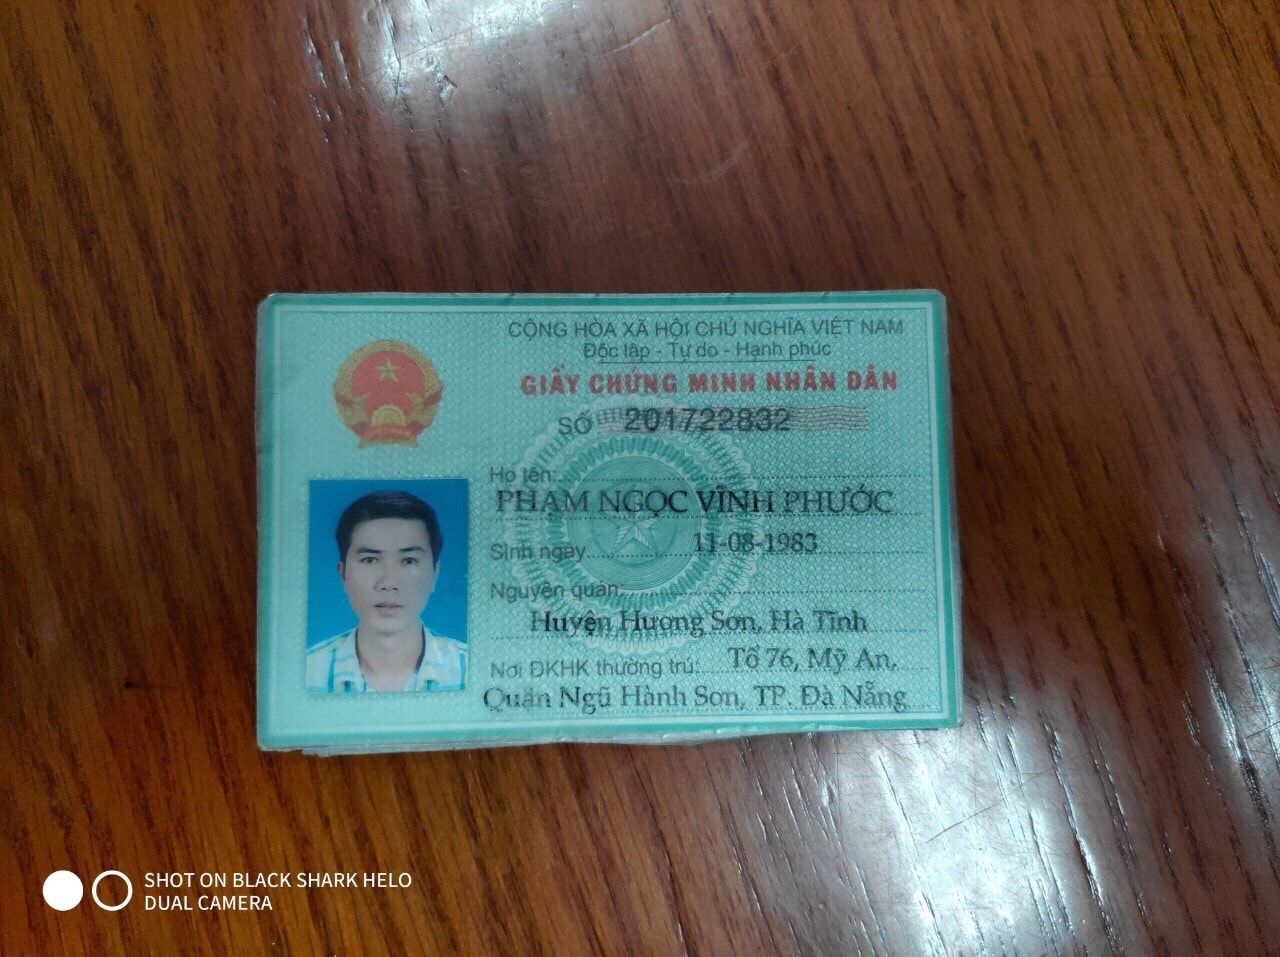 CỘNG HÒA XÃ HỘI CHỦ NGHĨA VIỆT NAM
Độc lập - Tự do - Hạnh phúc
GIẤY CHỨNG MINH NHÂN DÂN
SỐ 201722832
Họ tên:
PHẠM NGỌC VĨNH PHƯỚC
Sinh ngày 11-08-1983
Nguyên quán:
Huyện Hương Sơn, Hà Tĩnh
Nơi ĐKHK thường trú: Tổ 76, Mỹ An,
Quận Ngũ Hành Sơn, TP. Đà Nẵng
SHOT ON BLACK SHARK HELO
DUAL CAMERA